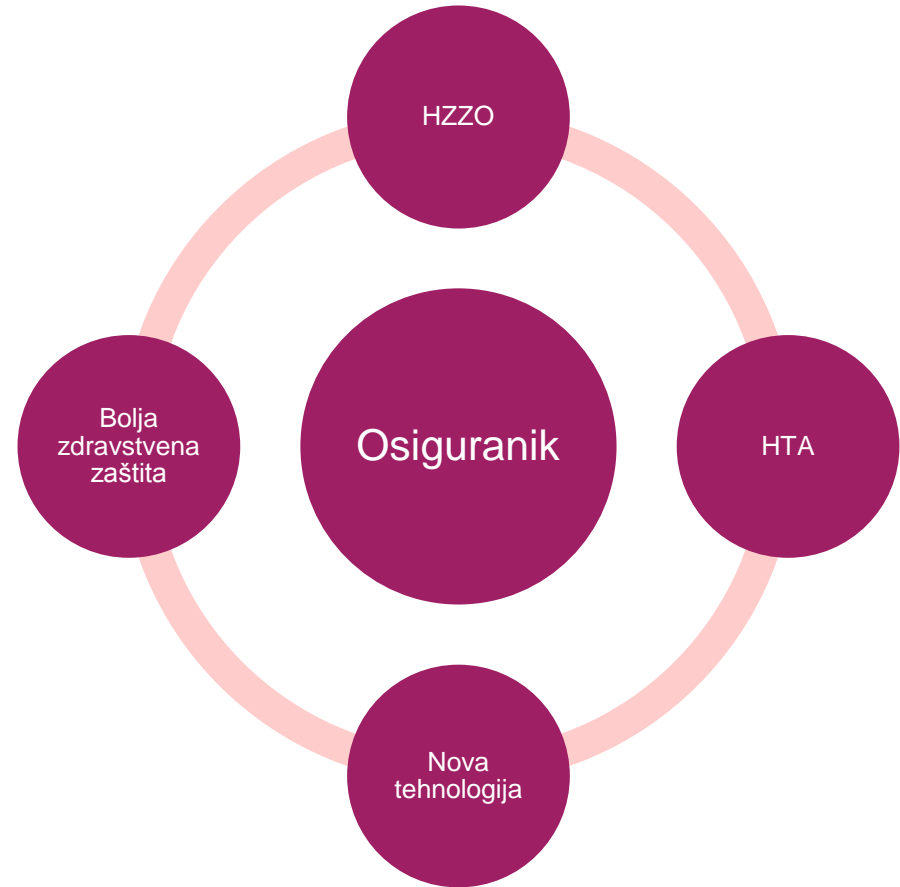 HZZO
Bolja
zdravstvena
zaštita
Osiguranik
HTA
Nova
tehnologija